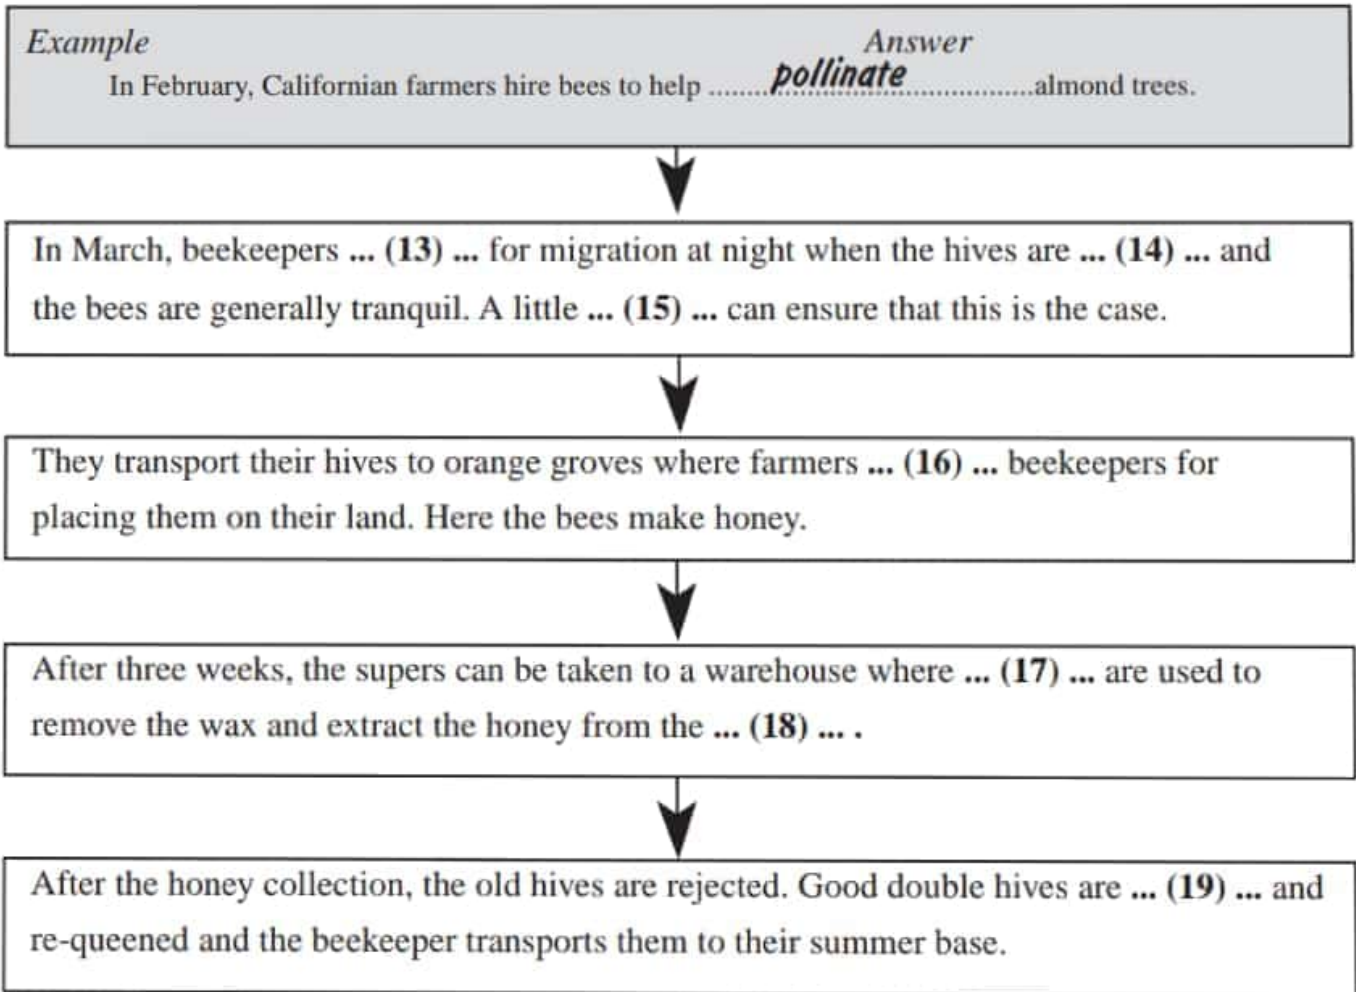 Example Answer
In February, Californian farmers hire bees to help ........pollinate....................almond trees.
In March, beekeepers ... (13) ... for migration at night when the hives are ... (14) ... and
the bees are generally tranquil. A little ... (15) ... can ensure that this is the case.
They transport their hives to orange groves where farmers ... (16) ... beekeepers for
placing them on their land. Here the bees make honey.
After three weeks, the supers can be taken to a warehouse where ... (17) ... are used to
remove the wax and extract the honey from the ... (18) ... .
After the honey collection, the old hives are rejected. Good double hives are ... (19) ... and
re-queened and the beekeeper transports them to their summer base.